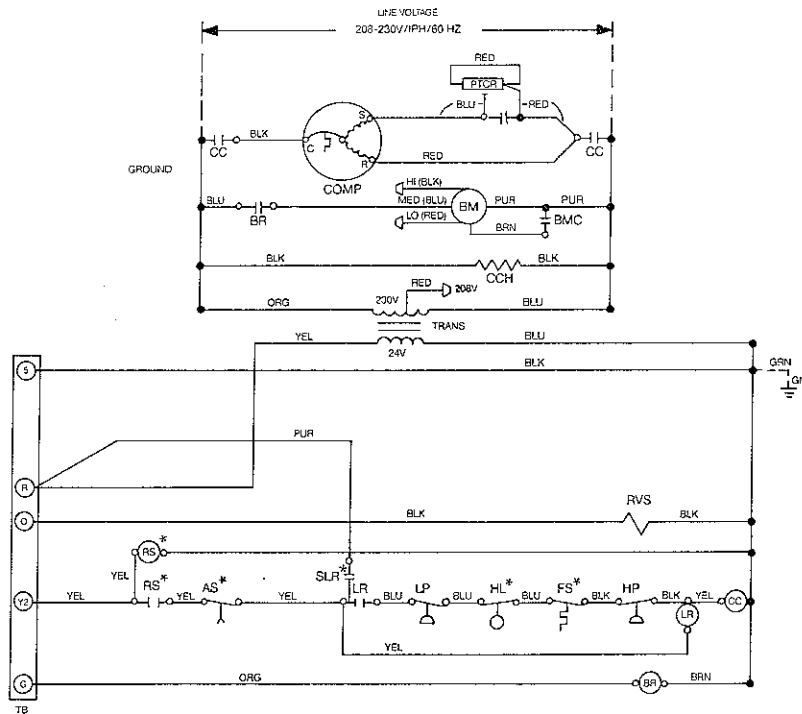 LINE VOLTAGE
208-230V/1PH/60 HZ
RED
PTCR
BLU
RED
S
BLK
C
CC
R
RED
CC
GROUND
COMP
HI (BLK)
BLU
MED (BLU)
BM
PUR
PUR
BR
LO (RED)
BRN
BMC
BLK
CCH
BLK
RED
208V
ORG
230V
BLU
TRANS
YEL
24V
BLU
5
BLK
GRN
PUR
R
RVS
O
BLK
BLK
RS*
YEL
RS*
AS*
SLR*
LR
LP
HL*
FS*
HP
Y2
YEL
YEL
YEL
BLU
BLU
BLU
BLK
BLK
YEL
CC
LR
YEL
G
ORG
BR
BRN
TB